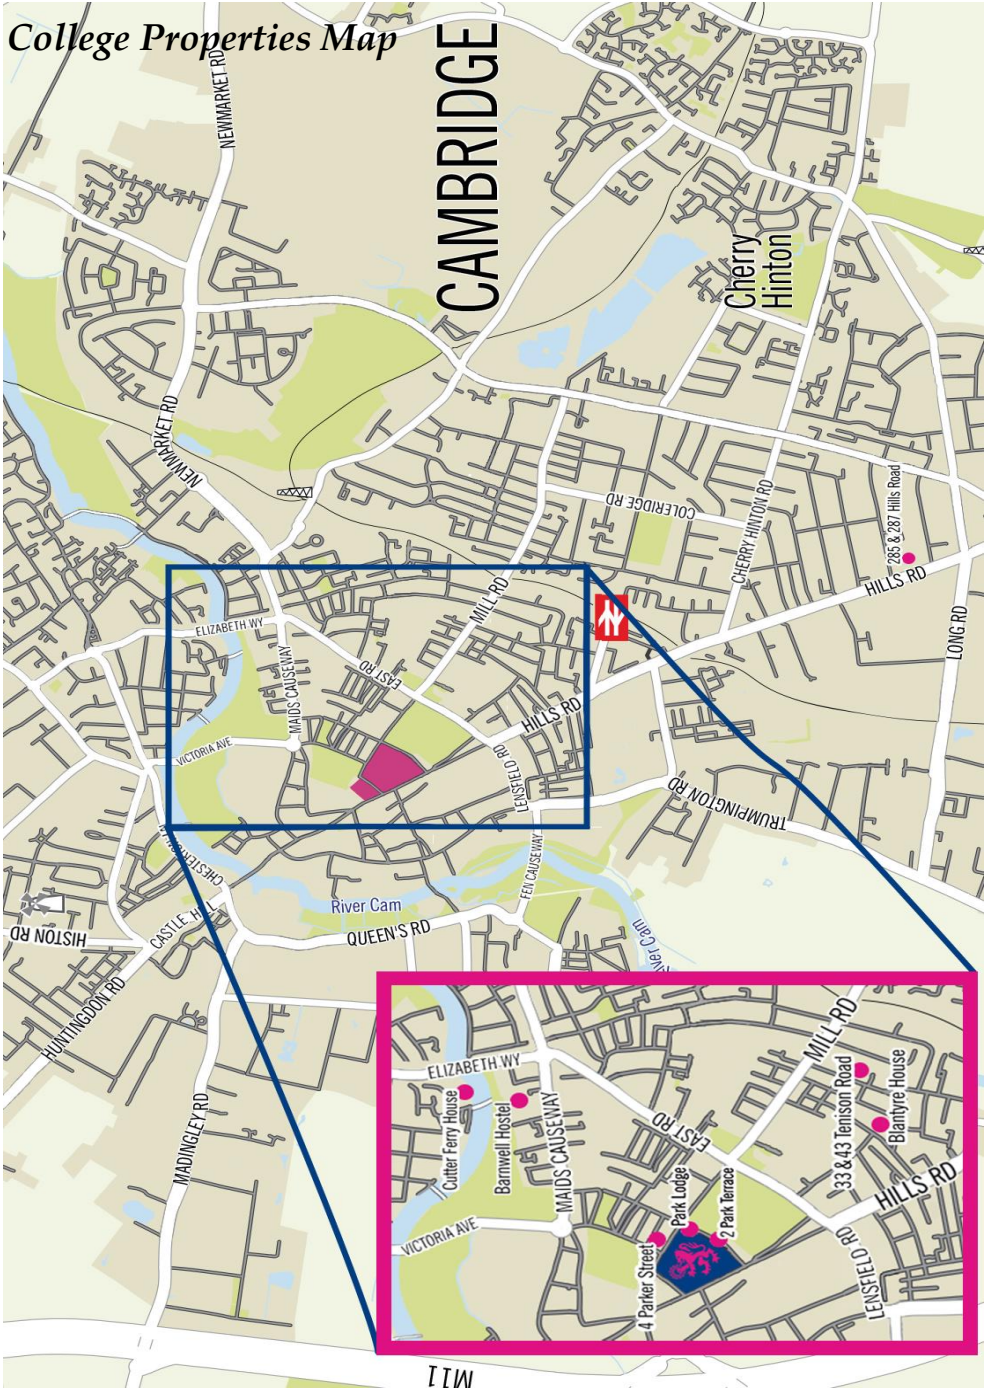 College Properties Map
CAMBRIDGE
NEWMARKET RD
NEWMARKET RD
Cherry
Hinton
COLERIDGE RD
CHERRY HINTON RD
285 & 287 Hills Road
HILLS RD
LONG RD
MILL RD
ELIZABETH WY
MAIDS CAUSEWAY
EAST RD
HILLS RD
VICTORIA AVE
LENSFIELD RD
TRUMPINGTON RD
FEN CAUSEWAY
River Cam
QUEEN'S RD
River Cam
CASTLE HILL
HISTON RD
HUNTINGDON RD
MADINGLEY RD
M11
ELIZABETH WY
Cutter Ferry House
Barnwell Hostel
MAIDS CAUSEWAY
VICTORIA AVE
EAST RD
MILL RD
33 & 43 Tenison Road
Blantyre House
4 Parker Street
Park Lodge
2 Park Terrace
HILLS RD
LENSFIELD RD